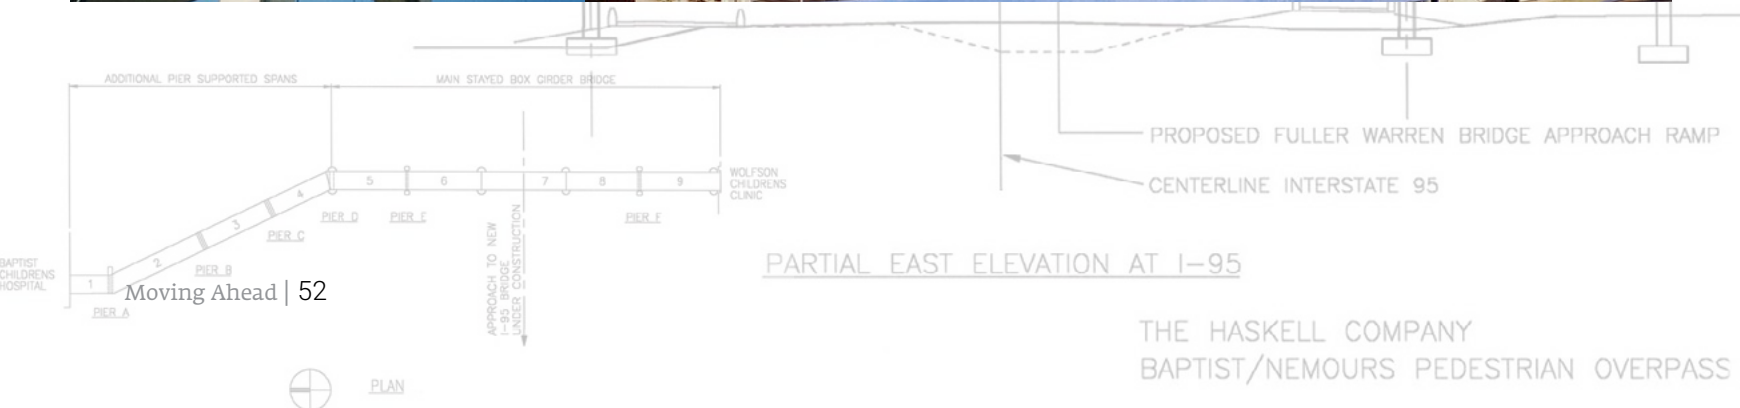 ADDITIONAL PIER SUPPORTED SPANS
MAIN STAYED BOX GIRDER BRIDGE
PROPOSED FULLER WARREN BRIDGE APPROACH RAMP
CENTERLINE INTERSTATE 95
WOLFSON
CHILDRENS
CLINIC
1
2
3
4
5
6
7
8
9
PIER A
PIER B
PIER C
PIER D
PIER E
PIER F
BAPTIST
CHILDRENS
HOSPITAL
APPROACH TO NEW
I-95 BRIDGE
UNDER CONSTRUCTION
PARTIAL EAST ELEVATION AT I-95
Moving Ahead | 52
THE HASKELL COMPANY
BAPTIST/NEMOURS PEDESTRIAN OVERPASS
PLAN